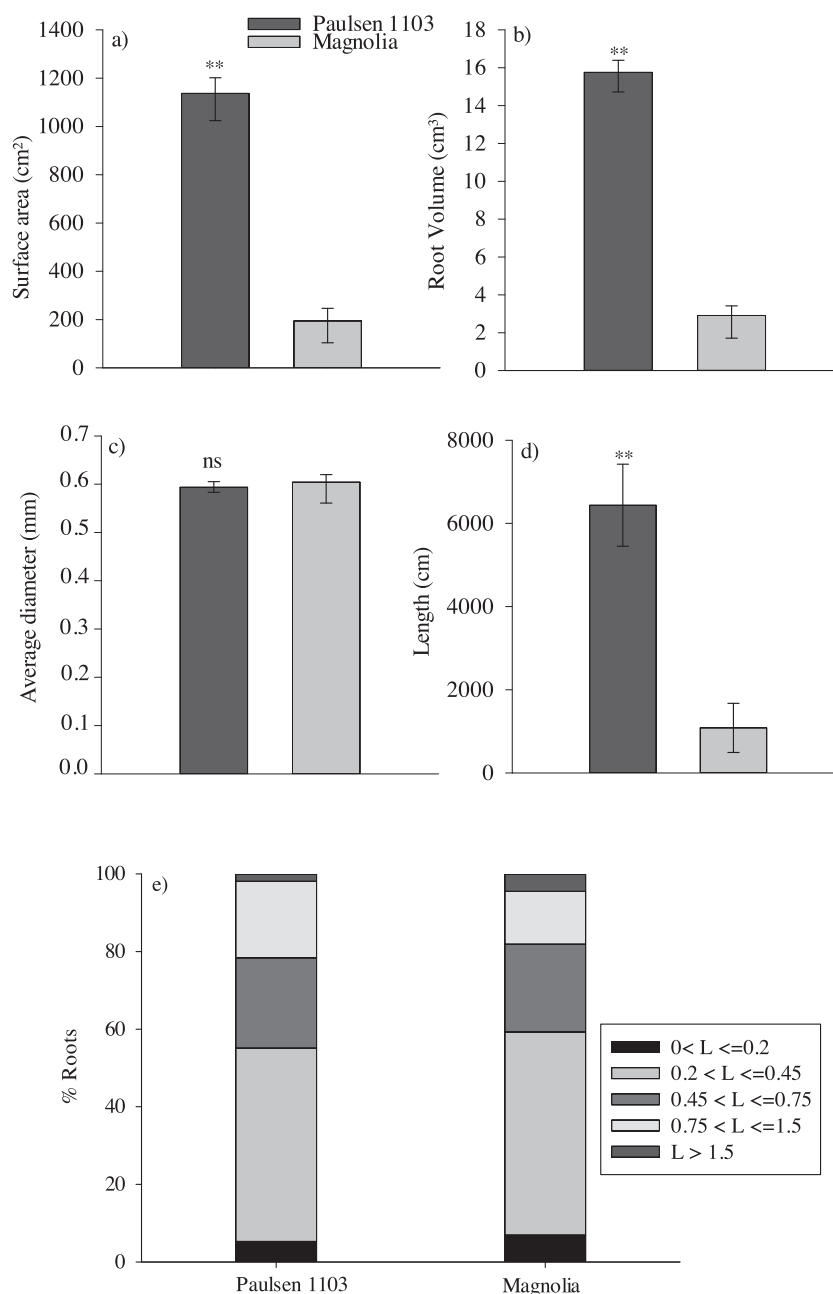 Paulsen 1103
Magnolia
a)
**
Surface area (cm²)
1400
1200
1000
800
600
400
200
0
b)
**
Root Volume (cm³)
18
16
14
12
10
8
6
4
2
0
c)
ns
Average diameter (mm)
0.7
0.6
0.5
0.4
0.3
0.2
0.1
0.0
d)
**
Length (cm)
8000
6000
4000
2000
0
e)
% Roots
100
80
60
40
20
0
Paulsen 1103
Magnolia
0< L <=0.2
0.2 < L <=0.45
0.45 < L <=0.75
0.75 < L <=1.5
L > 1.5